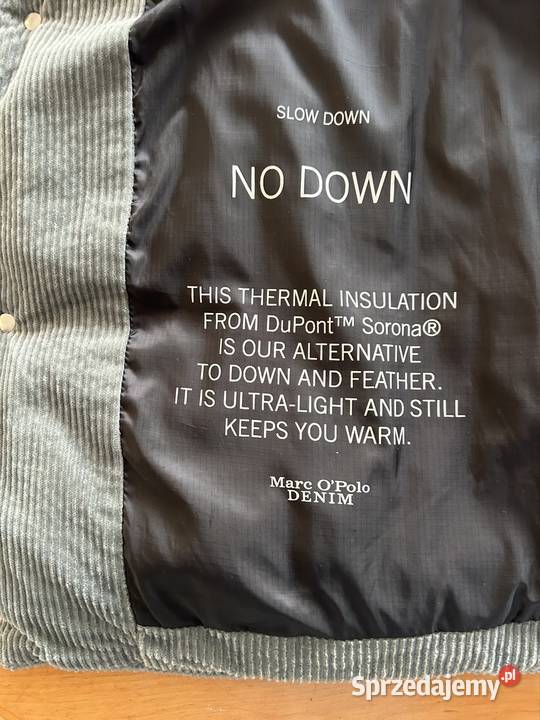 SLOW DOWN
NO DOWN
THIS THERMAL INSULATION
FROM DuPont™ Sorona®
IS OUR ALTERNATIVE
TO DOWN AND FEATHER.
IT IS ULTRA-LIGHT AND STILL
KEEPS YOU WARM.
Marc O'Polo
DENIM
Sprzedajemy.pl